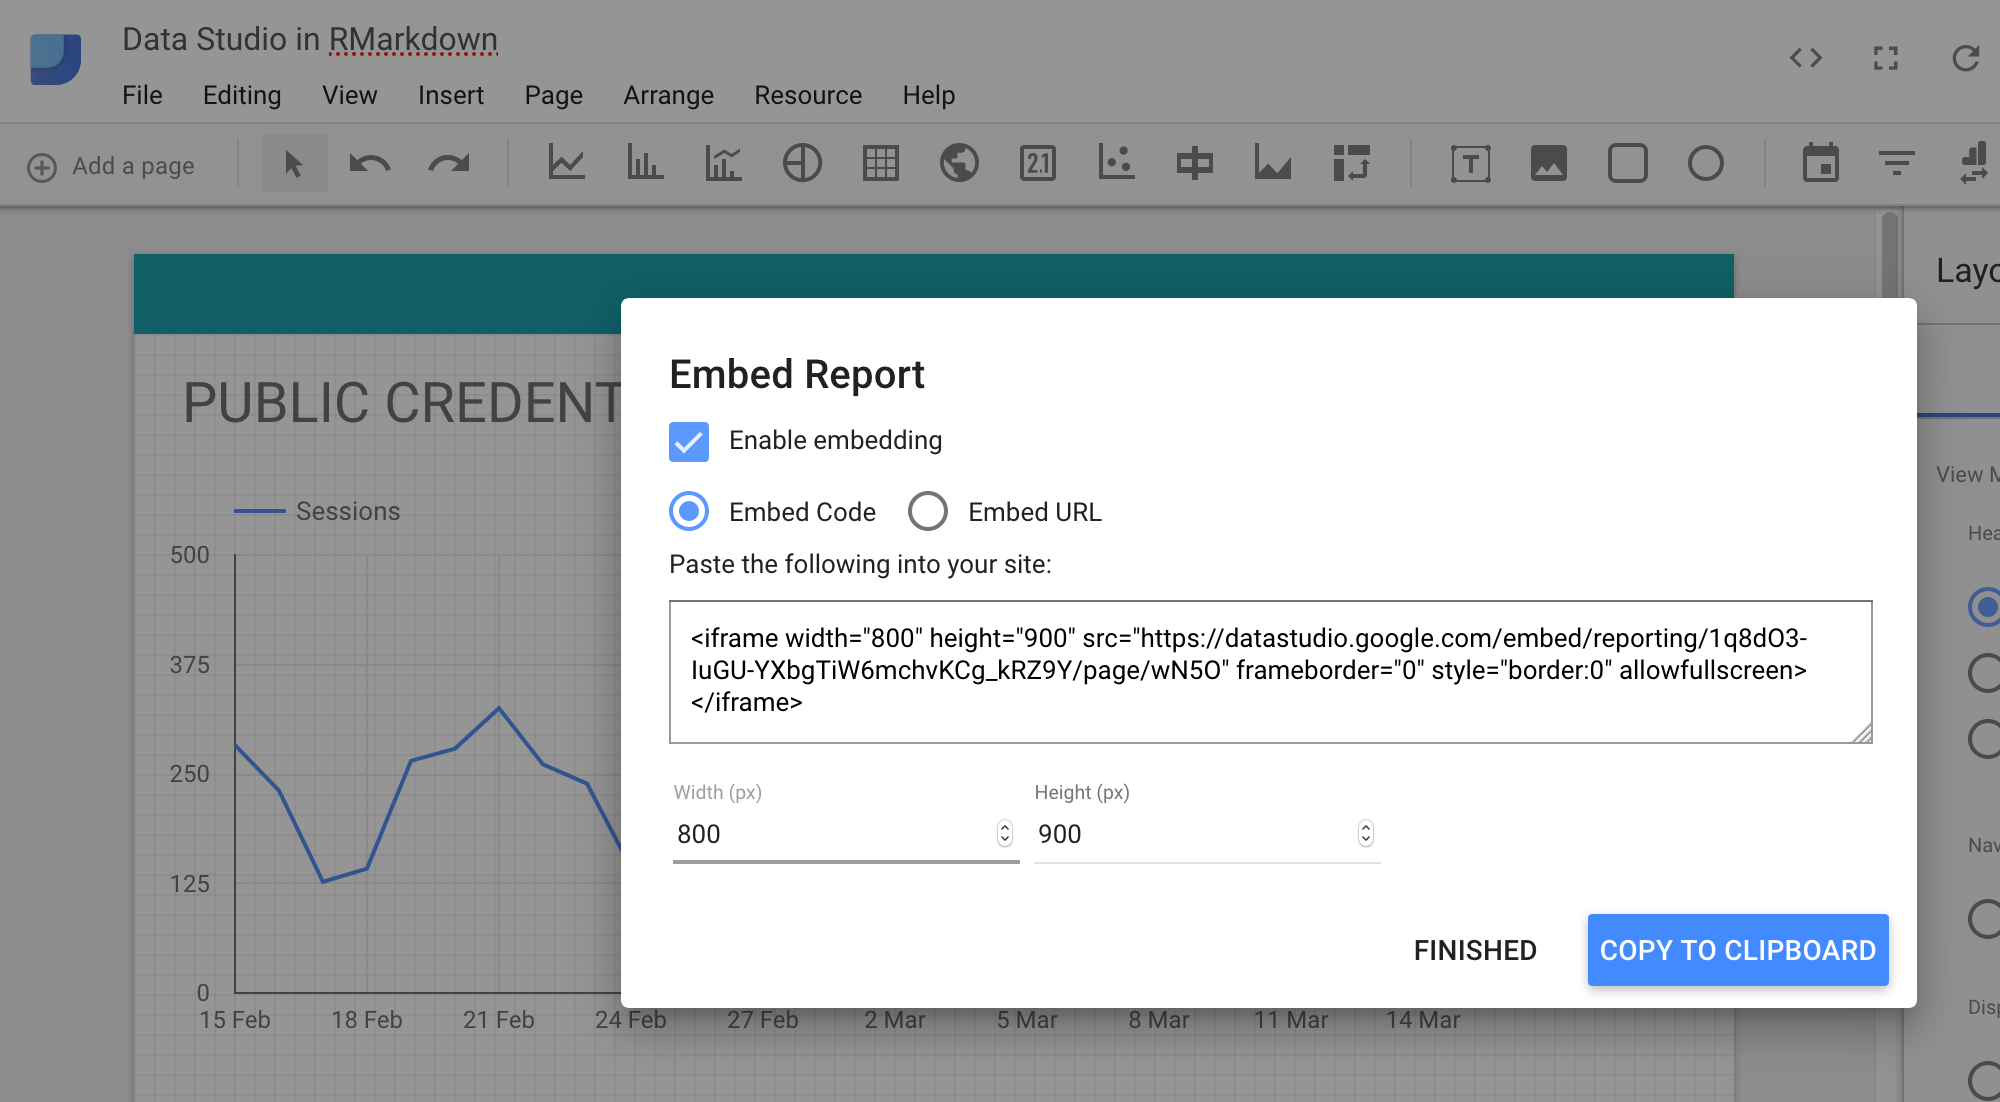 Data Studio in RMarkdown
File Editing View Insert Page Arrange Resource Help
Add a page
2.1
T
Layo
PUBLIC CREDENT
Embed Report
Enable embedding
Embed Code Embed URL
Paste the following into your site:
<iframe width="800" height="900" src="https://datastudio.google.com/embed/reporting/1q8dO3-
IuGU-YXbgTiW6mchvKCg_kRZ9Y/page/wN5O" frameborder="0" style="border:0" allowfullscreen>
</iframe>
Width (px) Height (px)
800 900
FINISHED COPY TO CLIPBOARD
Sessions
500
375
250
125
0
15 Feb 18 Feb 21 Feb 24 Feb 27 Feb 2 Mar 5 Mar 8 Mar 11 Mar 14 Mar
View M
Hea
Nav
Disp